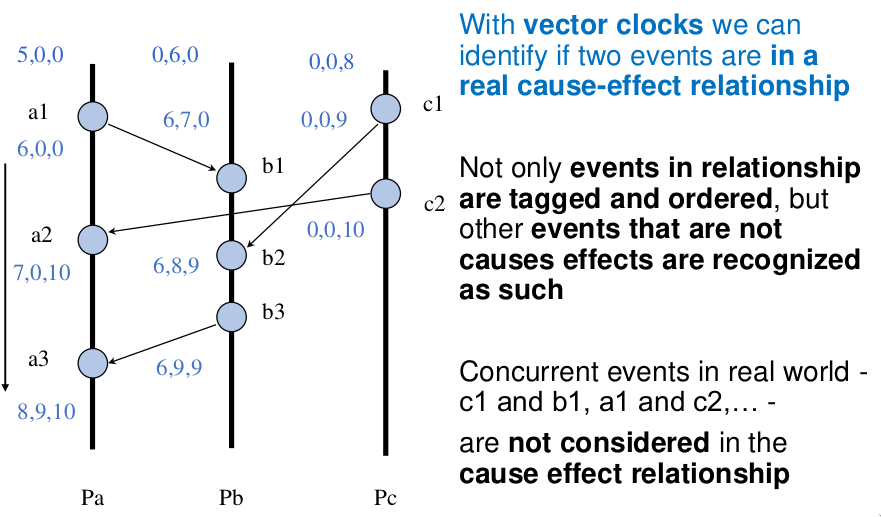 5,0,0
0,6,0
0,0,8
a1
6,7,0
0,0,9
c1
6,0,0
b1
c2
a2
0,0,10
7,0,10
6,8,9
b2
b3
a3
6,9,9
8,9,10
Pa
Pb
Pc
With vector clocks we can
identify if two events are in a
real cause-effect relationship
Not only events in relationship
are tagged and ordered, but
other events that are not
causes effects are recognized
as such
Concurrent events in real world -
c1 and b1, a1 and c2,… -
are not considered in the
cause effect relationship